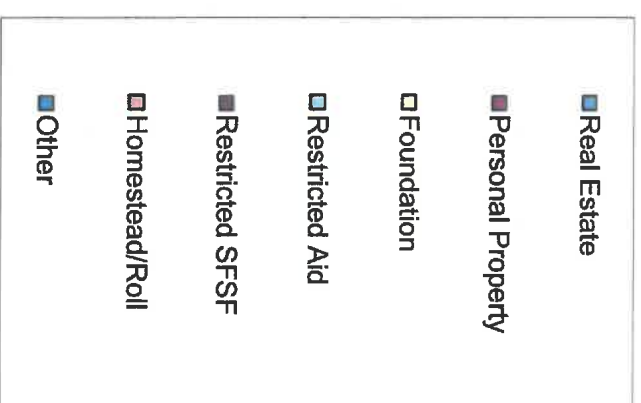 Real Estate
Personal Property
Foundation
Restricted Aid
Restricted SFSF
Homestead/Roll
Other